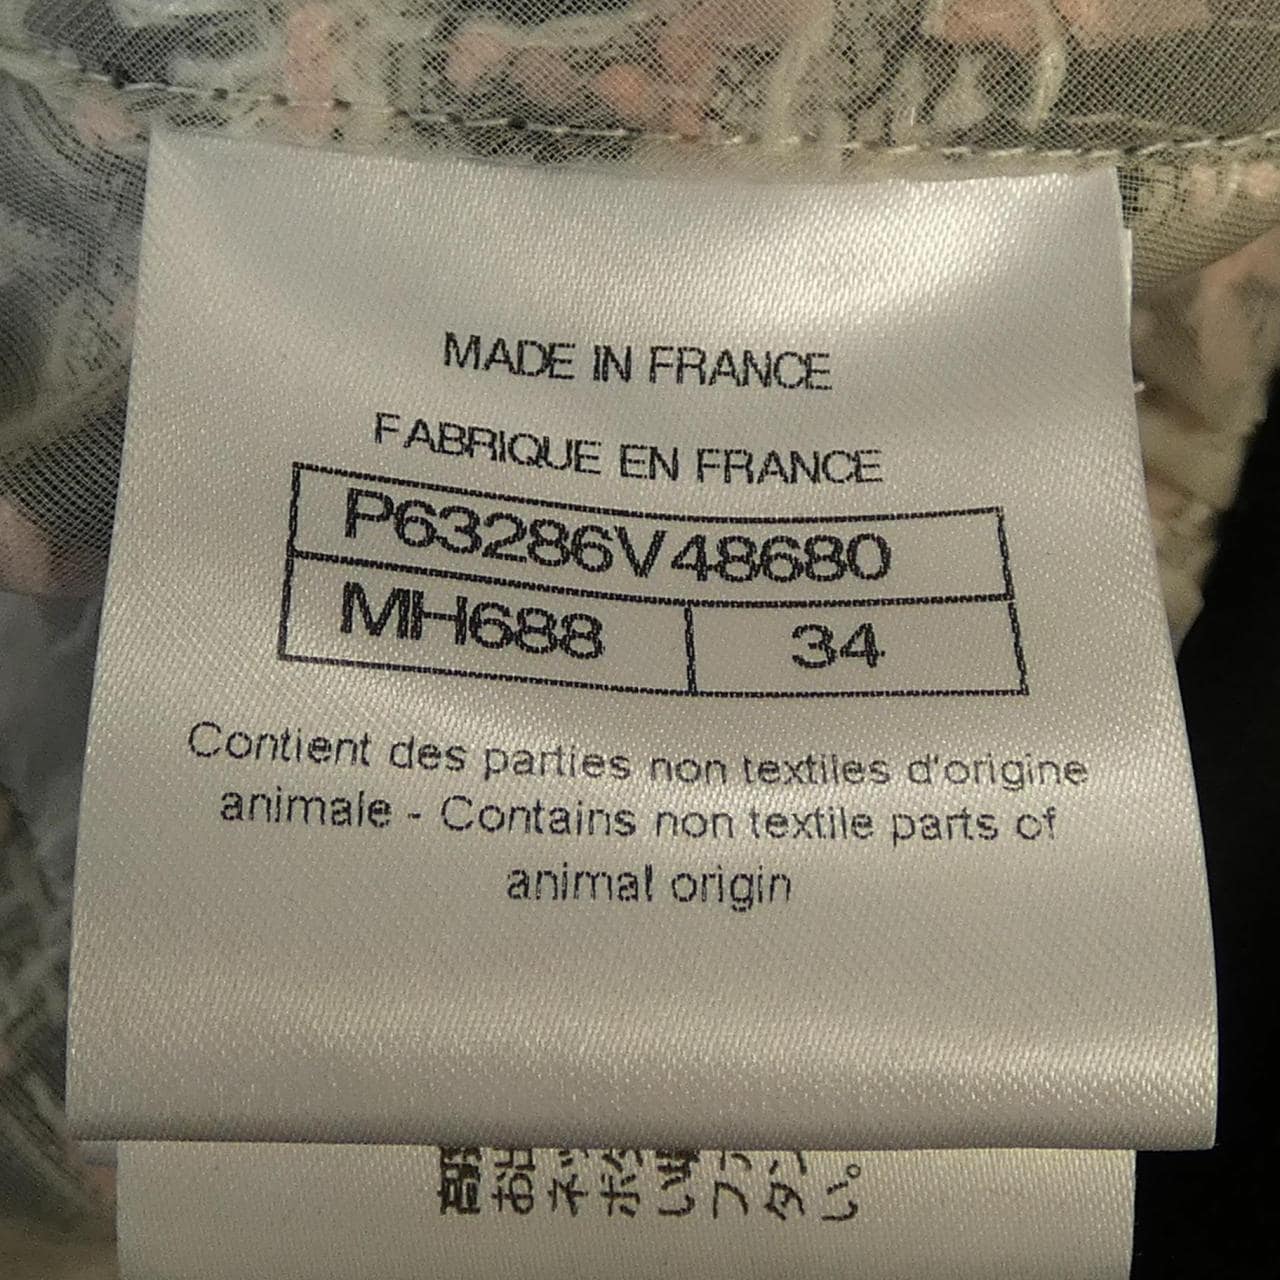 MADE IN FRANCE
FABRIQUE EN FRANCE
P63286V48680
MH688 34
Contient des parties non textiles d'origine
animale - Contains non textile parts of
animal origin